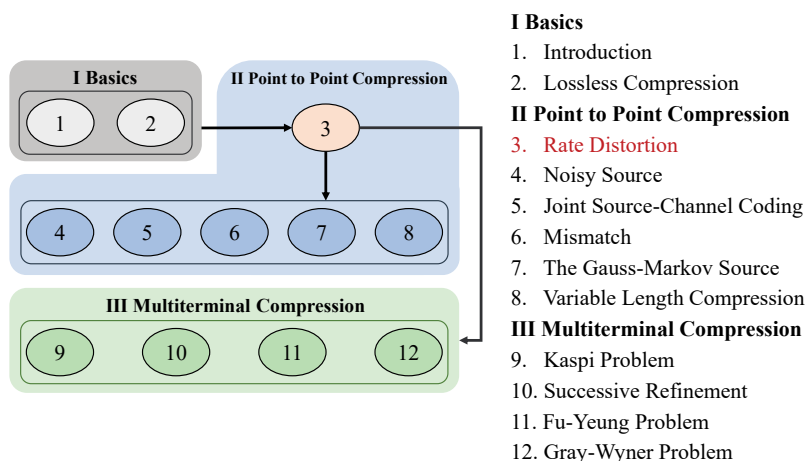 I Basics
1
2
II Point to Point Compression
3
4
5
6
7
8
III Multiterminal Compression
9
10
11
12
I Basics
1. Introduction
2. Lossless Compression
II Point to Point Compression
3. Rate Distortion
4. Noisy Source
5. Joint Source-Channel Coding
6. Mismatch
7. The Gauss-Markov Source
8. Variable Length Compression
III Multiterminal Compression
9. Kaspi Problem
10. Successive Refinement
11. Fu-Yeung Problem
12. Gray-Wyner Problem